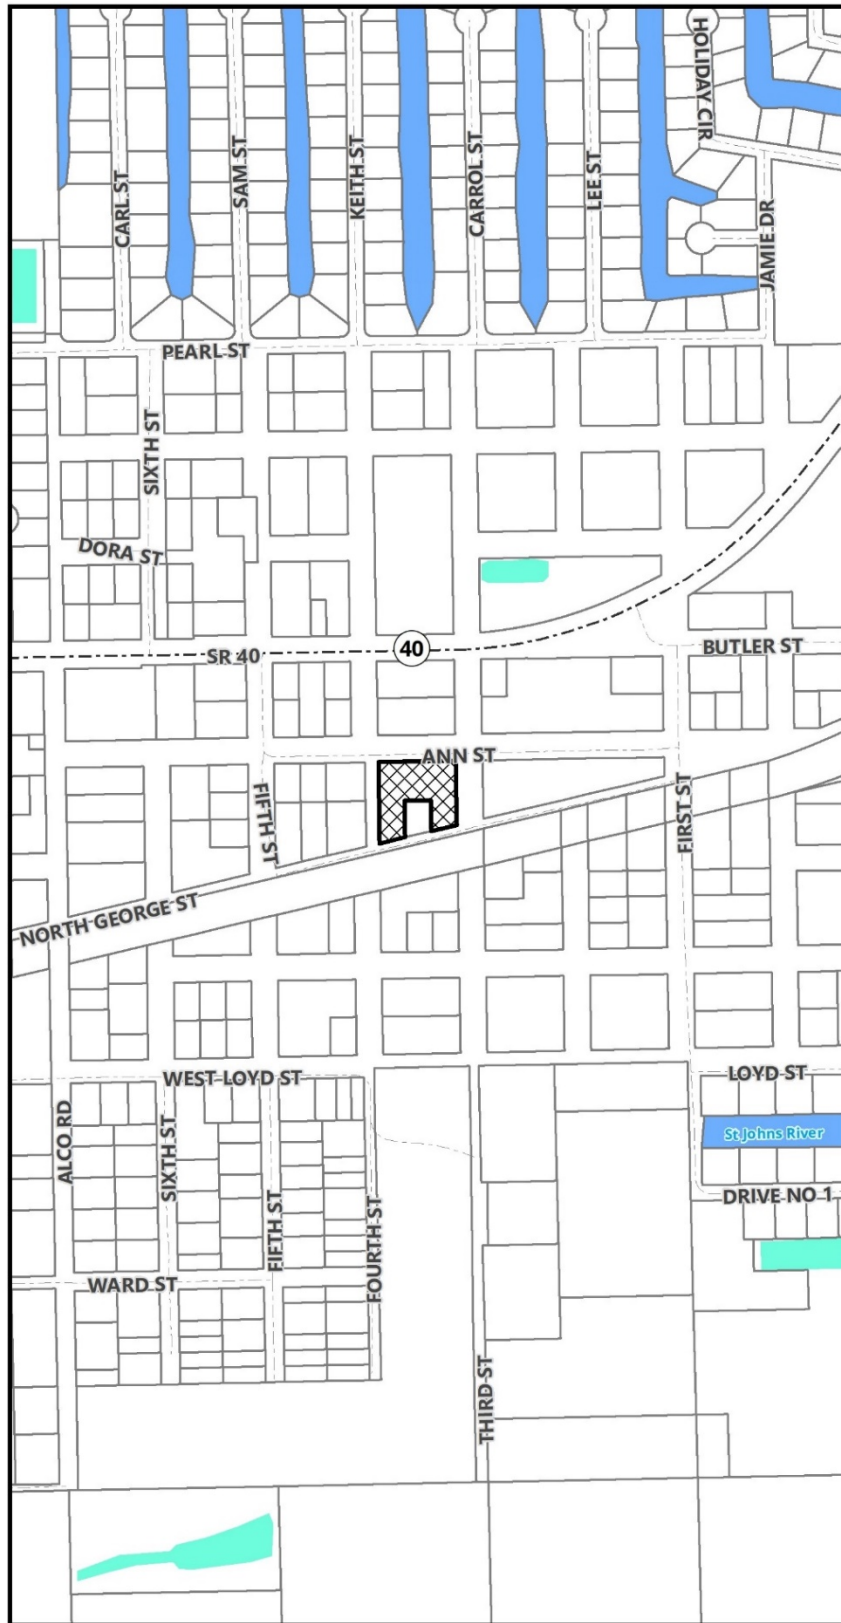 HOLIDAY CIR
CARL ST
SAM ST
KEITH ST
CARROL ST
LEE ST
JAMIE DR
PEARL ST
SIXTH ST
DORA ST
SR 40
40
BUTLER ST
ANN ST
FIFTH ST
FIRST ST
NORTH GEORGE ST
WEST LOYD ST
LOYD ST
ALCO RD
SIXTH ST
St Johns River
FIFTH ST
FOURTH ST
DRIVE NO 1
WARD ST
THIRD ST